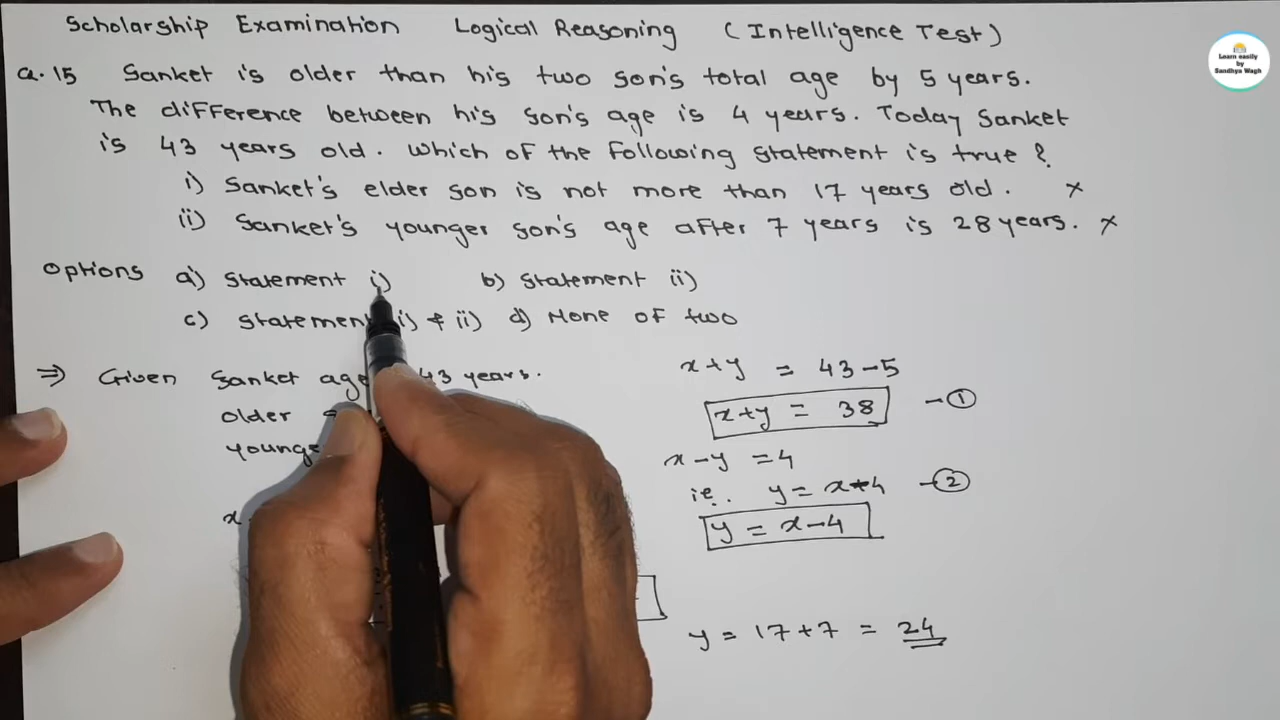 Scholarship Examination Logical Reasoning (Intelligence Test)
Learn easily
by
Sandhya Wagh
Q.15 Sanket is older than his two son's total age by 5 years.
The difference between his son's age is 4 years. Today Sanket
is 43 years old. Which of the following statement is true?
i) Sanket's elder son is not more than 17 years old. ×
ii) Sanket's younger son's age after 7 years is 28 years. ×
Options a) Statement i) b) Statement ii)
c) Statement i) & ii) d) None of two
⇒ Given Sanket age 43 years.
older
x+y = 43-5
x+y = 38 -①
x-y = 4
ie. y = x-4 -②
y = x-4
x
y = 17+7 = 24